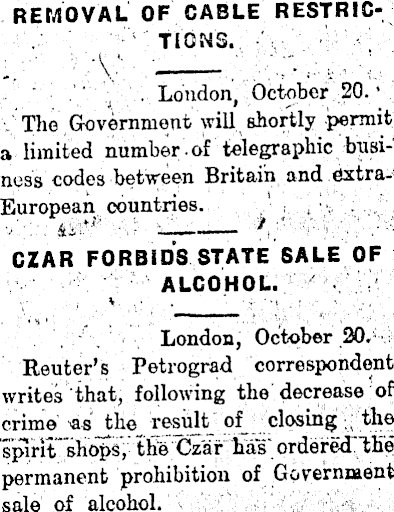 REMOVAL OF CABLE RESTRIC-
TIONS.
London, October 20.
The Government will shortly permit
a limited number of telegraphic busi-
ness codes between Britain and extra-
European countries.
CZAR FORBIDS STATE SALE OF
ALCOHOL.
London, October 20.
Reuter's Petrograd correspondent
writes that, following the decrease of
crime as the result of closing the
spirit shops, the Czar has ordered the
permanent prohibition of Government
sale of alcohol.